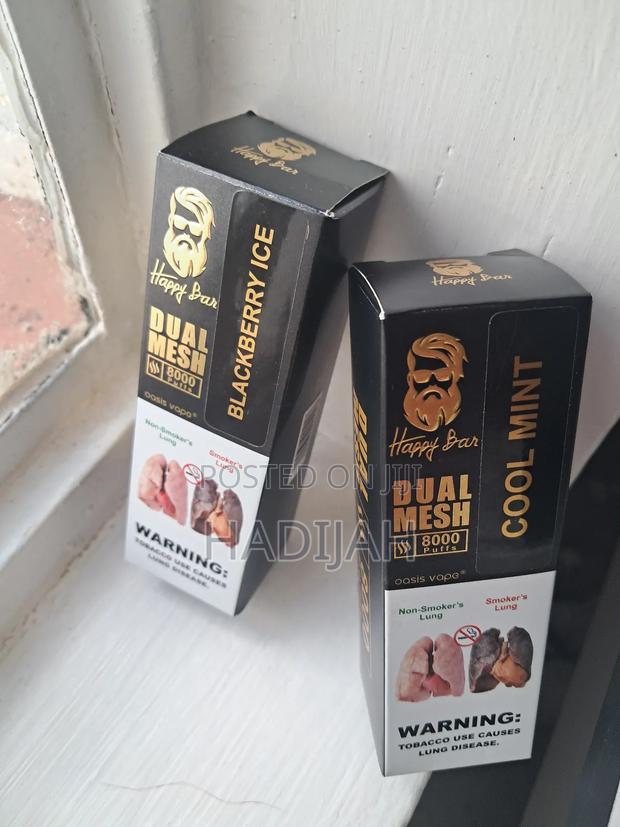 Happy Bar
Happy Bar
DUAL
MESH
8000
Puffs
oasis vape®
BLACKBERRY ICE
Non-Smoker's
Lung
Smoker's
Lung
WARNING:
TOBACCO USE CAUSES
LUNG DISEASE.
Happy Bar
Happy Bar
DUAL
MESH
8000
Puffs
oasis vape®
COOL MINT
Non-Smoker's
Lung
Smoker's
Lung
WARNING:
TOBACCO USE CAUSES
LUNG DISEASE.
POSTED ON JIJI
HADIJAH